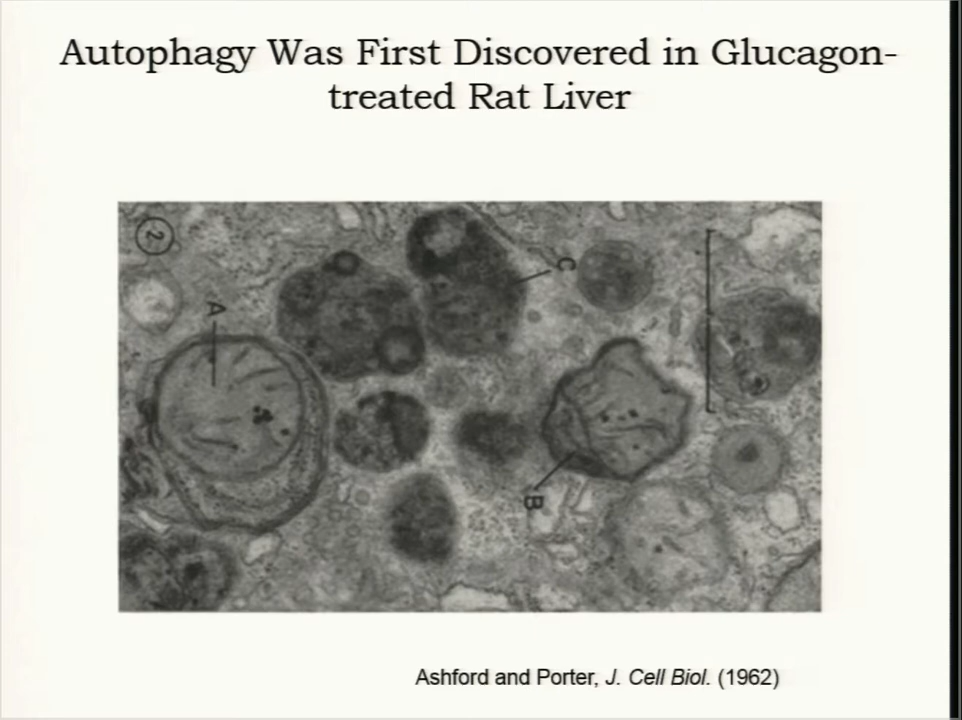 Autophagy Was First Discovered in Glucagon-
treated Rat Liver
2
A
C
B
Ashford and Porter, J. Cell Biol. (1962)